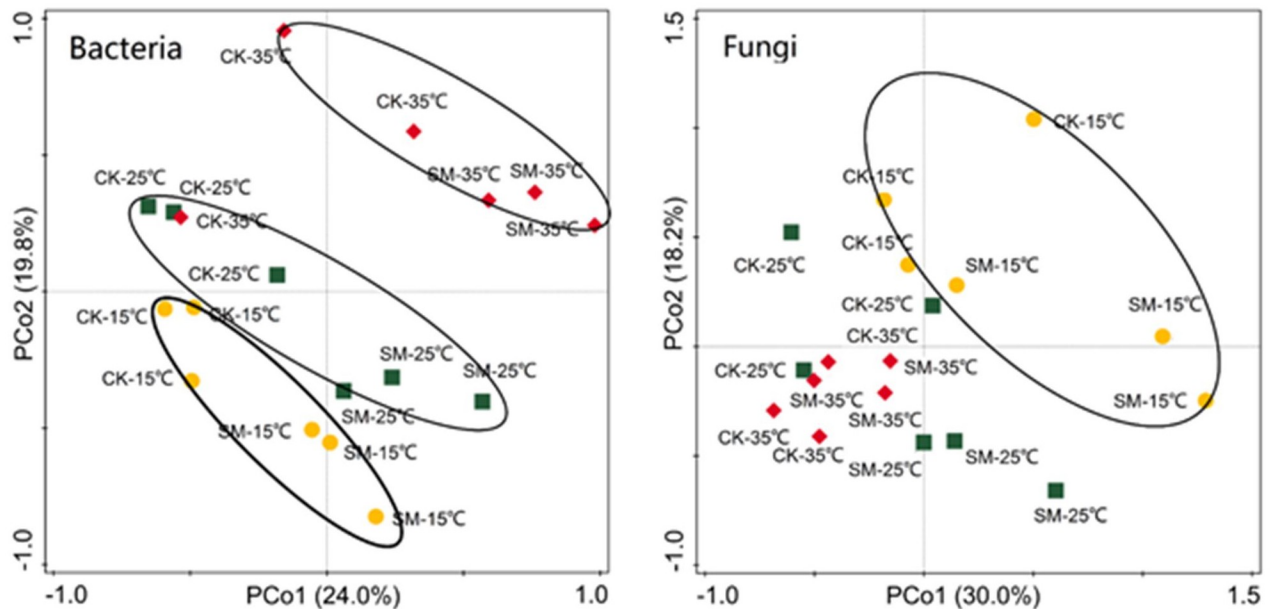 Bacteria
1.0
PCo2 (19.8%)
-1.0
-1.0
PCo1 (24.0%)
1.0
CK-35℃
CK-35℃
SM-35℃
SM-35℃
SM-35℃
CK-25℃
CK-25℃
CK-35℃
CK-25℃
CK-15℃
CK-15℃
CK-15℃
SM-25℃
SM-25℃
SM-25℃
SM-15℃
SM-15℃
SM-15℃
Fungi
1.5
PCo2 (18.2%)
-1.0
-1.0
PCo1 (30.0%)
1.5
CK-15℃
CK-15℃
CK-15℃
CK-25℃
SM-15℃
CK-25℃
SM-15℃
CK-35℃
CK-25℃
SM-35℃
SM-35℃
SM-15℃
SM-35℃
CK-35℃
CK-35℃
SM-25℃
SM-25℃
SM-25℃